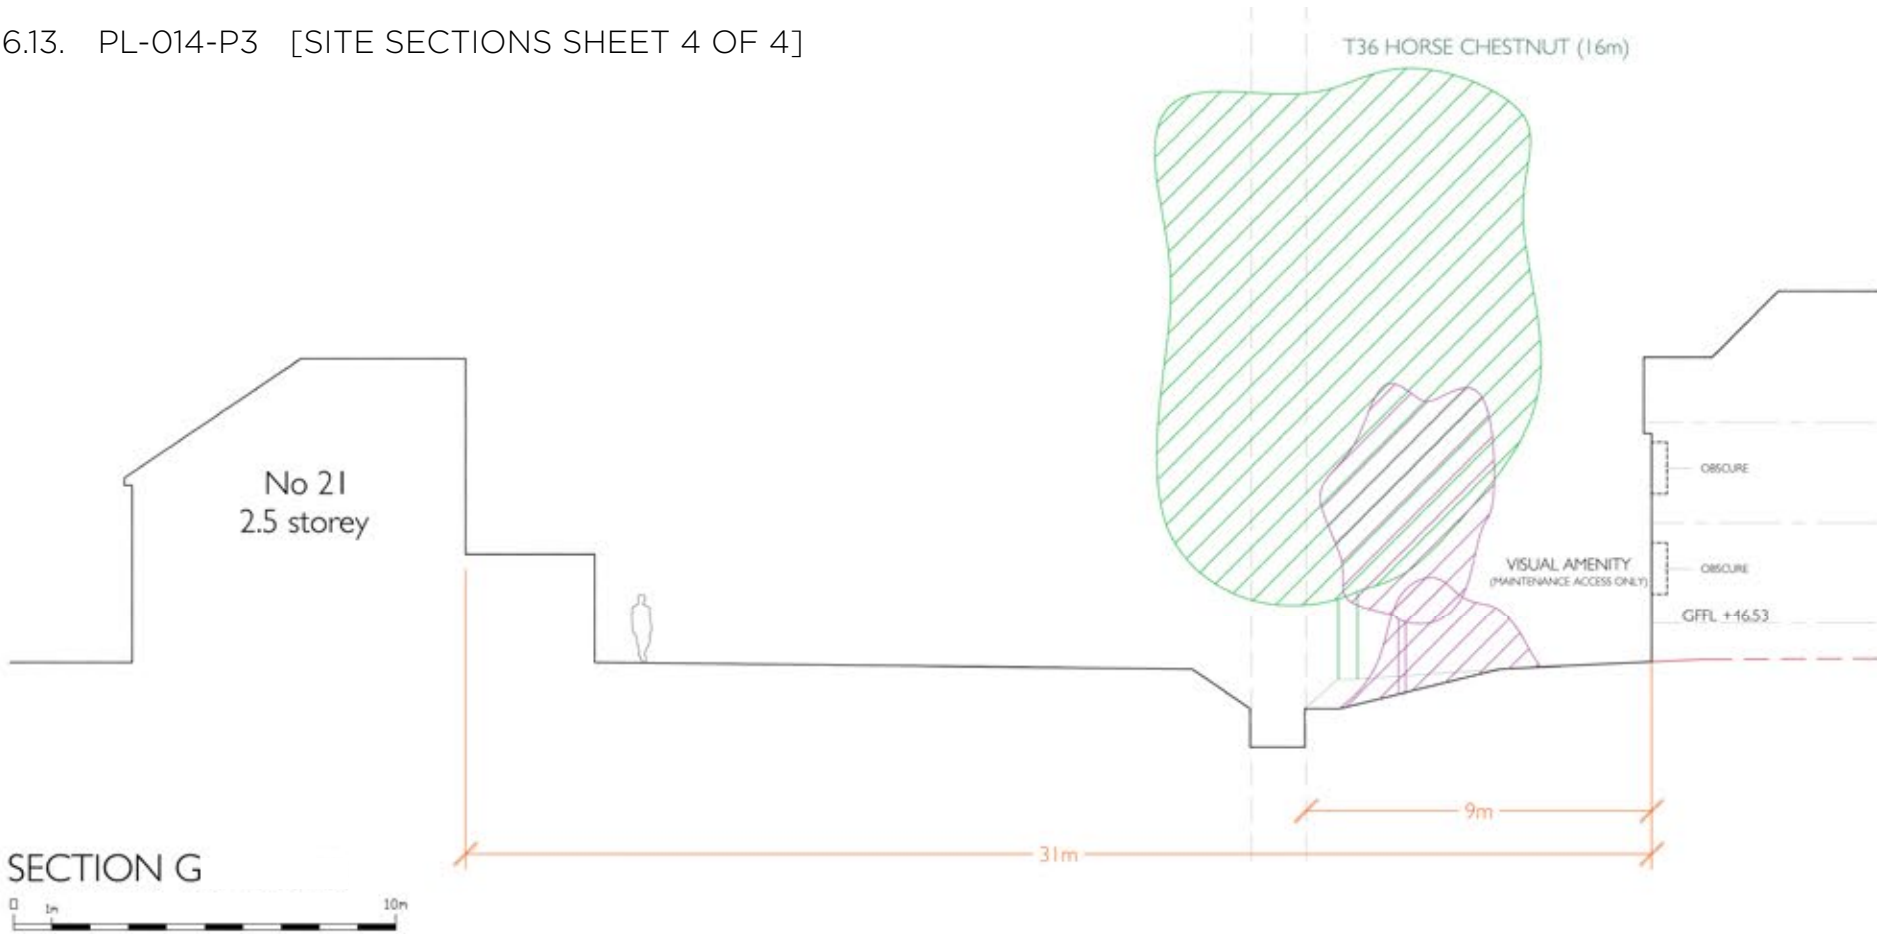 6.13. PL-014-P3 [SITE SECTIONS SHEET 4 OF 4]
T36 HORSE CHESTNUT (16m)
No 21
2.5 storey
OBSCURE
VISUAL AMENITY
(MAINTENANCE ACCESS ONLY)
OBSCURE
GFFL +46.53
9m
31m
SECTION G
0 1m 10m